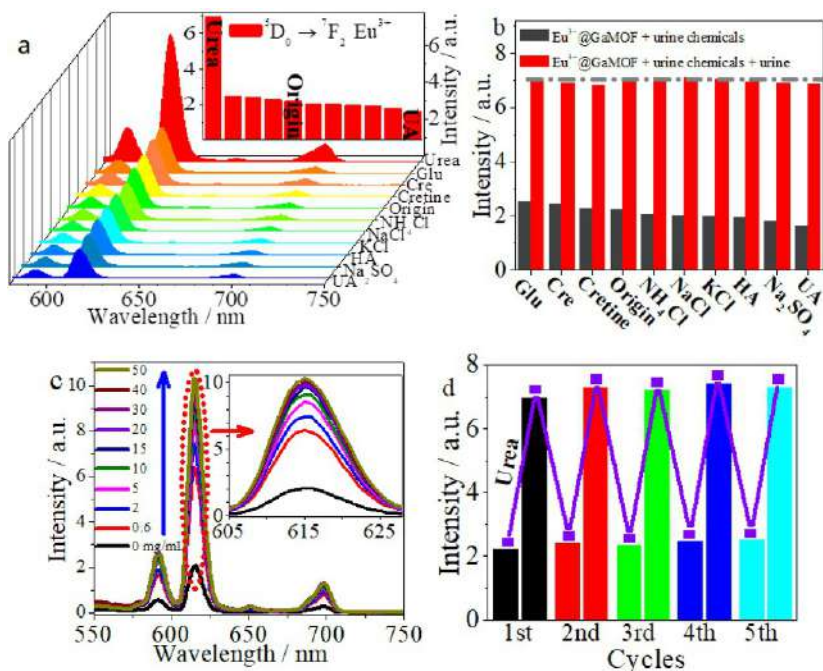 a
Urea
⁵D₀ → ⁷F₂ Eu³⁺
Origin
UA
6
4
2
6
4
2
Intensity / a.u.
Urea
Glu
Cre
Cretine
Origin
NH₄Cl
NaCl
KCl
HA
Na₂SO₄
UA
600
650
700
750
Wavelength / nm
b
Eu³⁺@GaMOF + urine chemicals
Eu³⁺@GaMOF + urine chemicals + urine
8
6
4
2
0
Intensity / a.u.
Glu
Cre
Cretine
Origin
NH₄Cl
NaCl
KCl
HA
Na₂SO₄
UA
c
50
40
30
20
15
10
5
2
0.6
0 mg/mL
10
8
6
4
2
0
Intensity / a.u.
10
5
0
605
615
625
550
600
650
700
750
Wavelength / nm
d
8
6
4
2
0
Intensity / a.u.
Urea
1st
2nd
3rd
4th
5th
Cycles